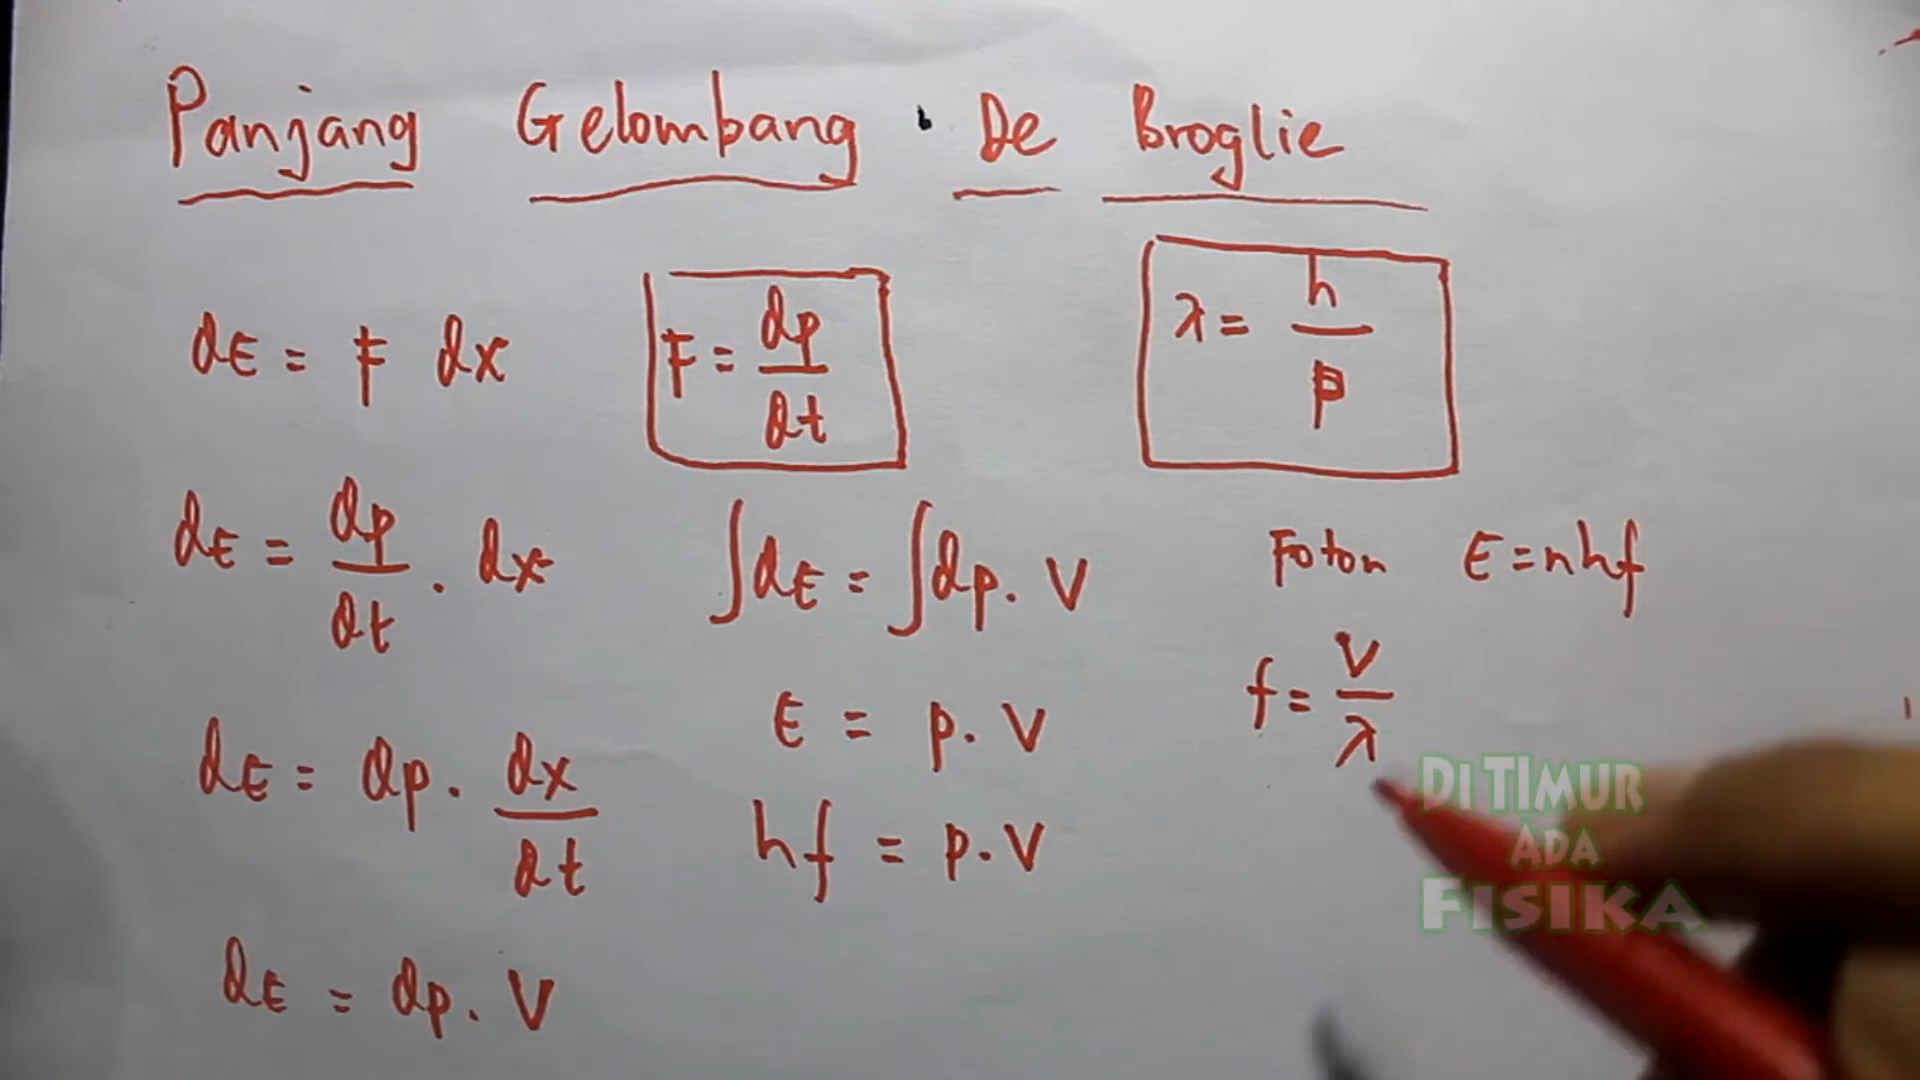 Panjang Gelombang De Broglie
dE = F dx
F = dp/dt
λ = h/p
dE = dp/dt . dx
dE = dp . dx/dt
dE = dp . V
∫dE = ∫dp . V
E = p . V
hf = p . V
Foton E = nhf
f = V/λ
Di Timur
Ada
Fisika